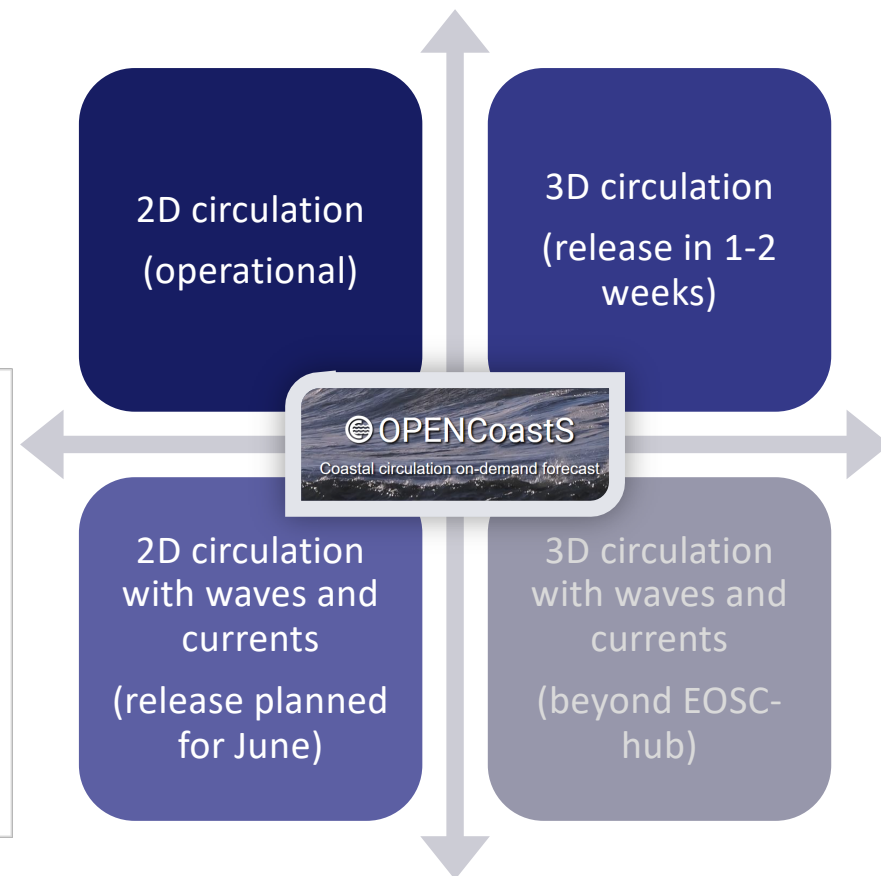 2D circulation
(operational)
3D circulation
(release in 1-2
weeks)
OPENCoastS
Coastal circulation on-demand forecast
2D circulation
with waves and
currents
(release planned
for June)
3D circulation
with waves and
currents
(beyond EOSC-
hub)